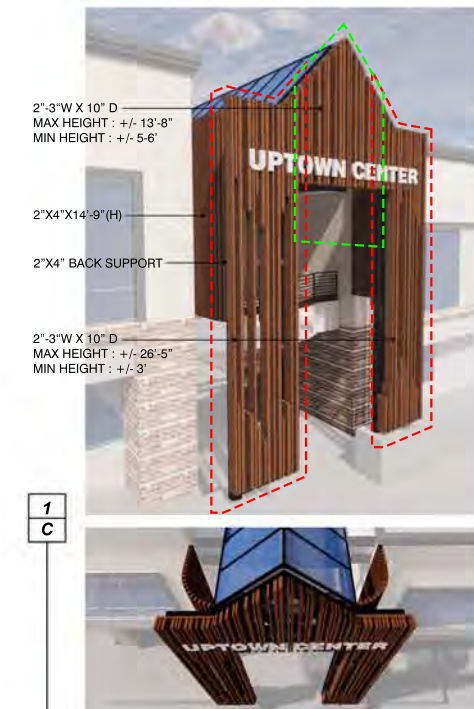 2"-3"W X 10" D
MAX HEIGHT : +/- 13'-8"
MIN HEIGHT : +/- 5-6'
UPTOWN CENTER
2"X4"X14'-9"(H)
2"X4" BACK SUPPORT
2"-3"W X 10" D
MAX HEIGHT : +/- 26'-5"
MIN HEIGHT : +/- 3'
1
C
UPTOWN CENTER